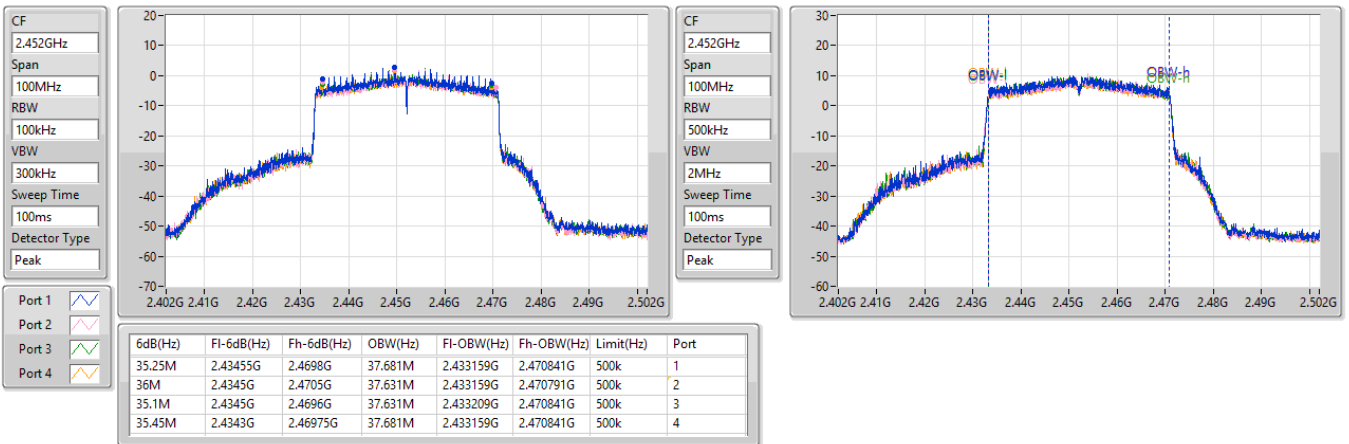 CF
2.452GHz
Span
100MHz
RBW
100kHz
VBW
300kHz
Sweep Time
100ms
Detector Type
Peak
20
10
0
-10
-20
-30
-40
-50
-60
-70
2.402G 2.41G 2.42G 2.43G 2.44G 2.45G 2.46G 2.47G 2.48G 2.49G 2.502G
CF
2.452GHz
Span
100MHz
RBW
500kHz
VBW
2MHz
Sweep Time
100ms
Detector Type
Peak
30
20
10
0
-10
-20
-30
-40
-50
-60
OBW-l
OBW-h
2.402G 2.41G 2.42G 2.43G 2.44G 2.45G 2.46G 2.47G 2.48G 2.49G 2.502G
Port 1
Port 2
Port 3
Port 4
6dB(Hz) Fl-6dB(Hz) Fh-6dB(Hz) OBW(Hz) Fl-OBW(Hz) Fh-OBW(Hz) Limit(Hz) Port
35.25M 2.43455G 2.4698G 37.681M 2.433159G 2.470841G 500k 1
36M 2.4345G 2.4705G 37.631M 2.433159G 2.470791G 500k 2
35.1M 2.4345G 2.4696G 37.631M 2.433209G 2.470841G 500k 3
35.45M 2.4343G 2.46975G 37.681M 2.433159G 2.470841G 500k 4